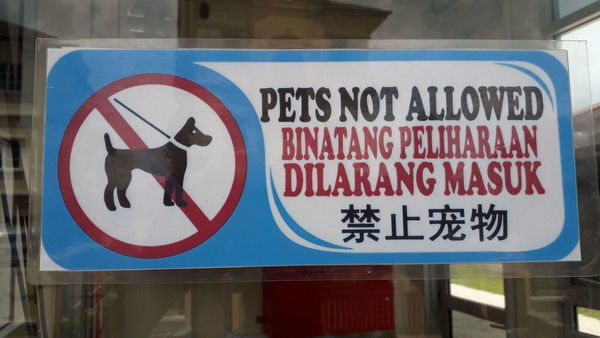 PETS NOT ALLOWED
BINATANG PELIHARAAN
DILARANG MASUK
禁止宠物